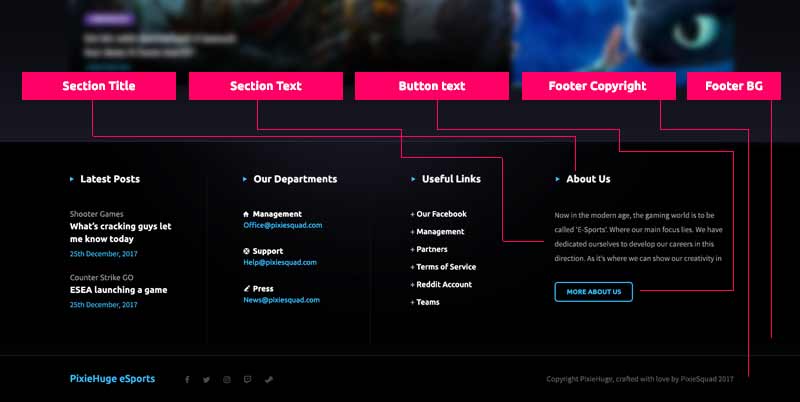 Section Title
Section Text
Button text
Footer Copyright
Footer BG
Latest Posts
Shooter Games
What's cracking guys let
me know today
25th December, 2017
Counter Strike GO
ESEA launching a game
25th December, 2017
Our Departments
Management
Office@pixiesquad.com
Support
Help@pixiesquad.com
Press
News@pixiesquad.com
Useful Links
+ Our Facebook
+ Management
+ Partners
+ Terms of Service
+ Reddit Account
+ Teams
About Us
Now in the modern age, the gaming world is to be
called 'E-Sports'. Where our main focus lies. We have
dedicated ourselves to develop our careers in this
direction. As it's where we can show our creativity in
MORE ABOUT US
PixieHuge eSports
Copyright PixieHuge, crafted with love by PixieSquad 2017